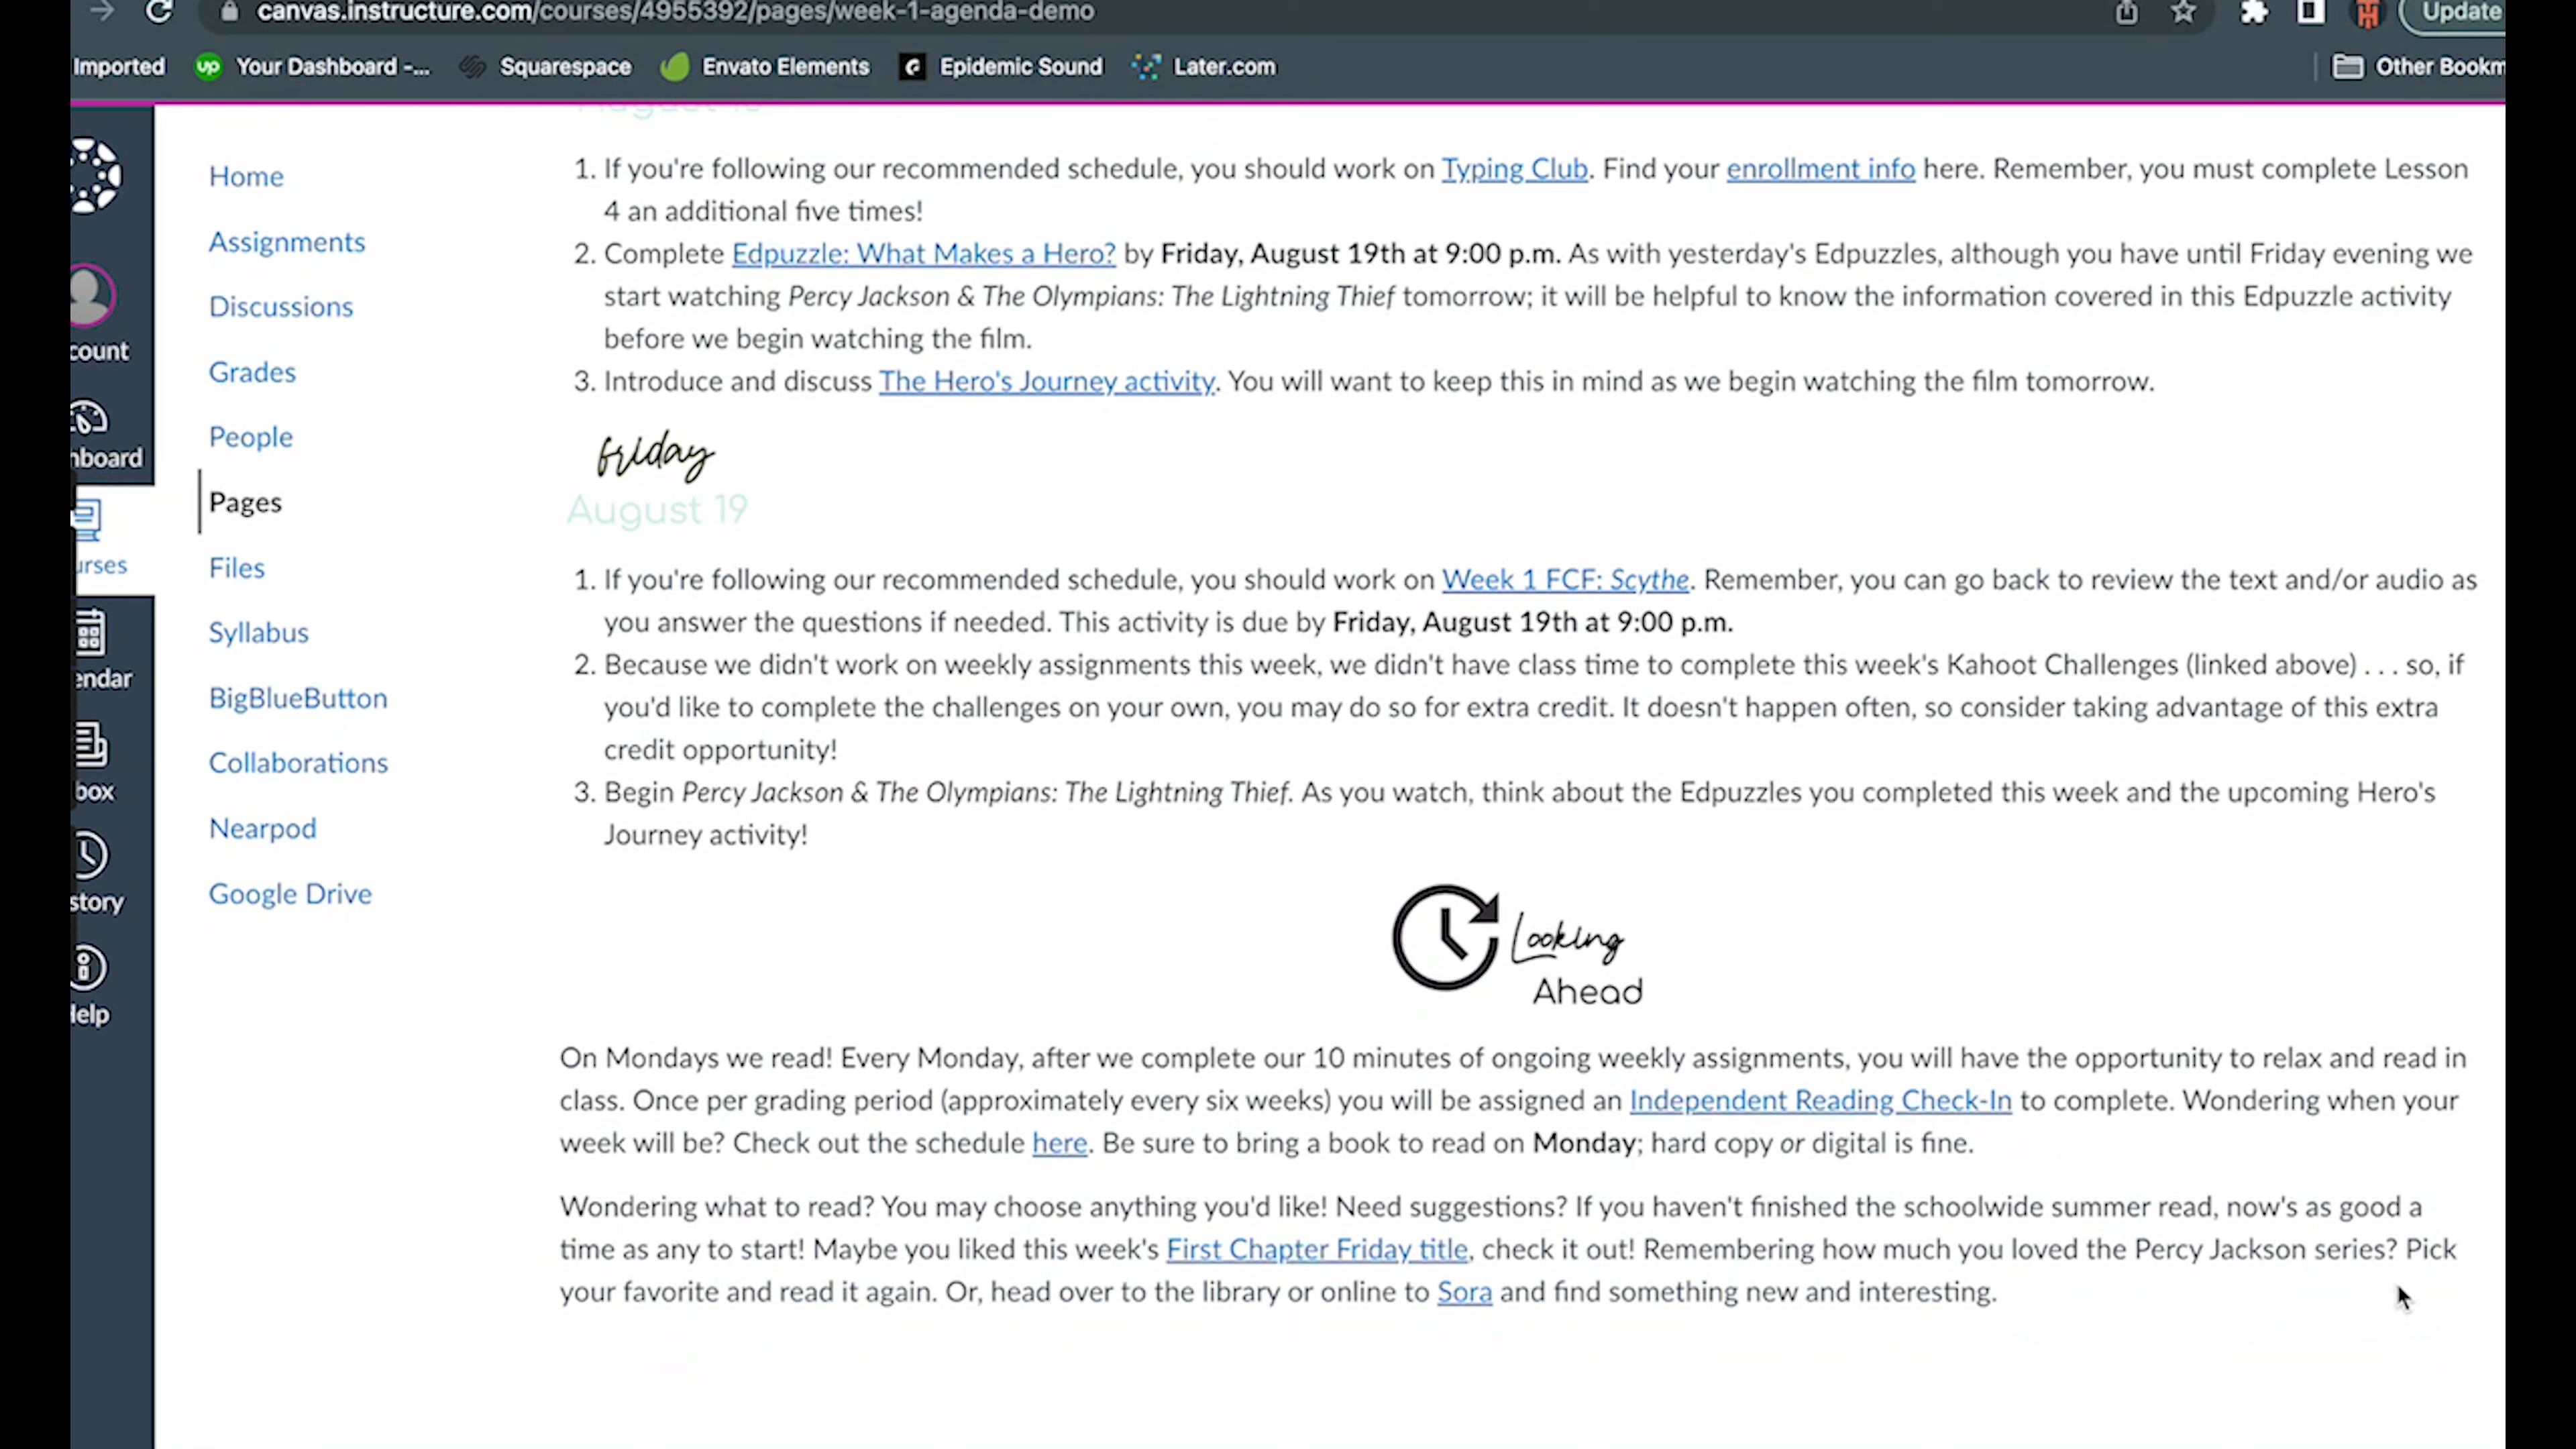 canvas.instructure.com/courses/4955392/pages/week-1-agenda-demo
Update
Imported
up Your Dashboard -...
Squarespace
Envato Elements
Epidemic Sound
Later.com
Other Bookm
count
hboard
urses
endar
box
story
Help
Home
Assignments
Discussions
Grades
People
Pages
Files
Syllabus
BigBlueButton
Collaborations
Nearpod
Google Drive
1. If you're following our recommended schedule, you should work on Typing Club. Find your enrollment info here. Remember, you must complete Lesson
4 an additional five times!
2. Complete Edpuzzle: What Makes a Hero? by Friday, August 19th at 9:00 p.m. As with yesterday's Edpuzzles, although you have until Friday evening we
start watching Percy Jackson & The Olympians: The Lightning Thief tomorrow; it will be helpful to know the information covered in this Edpuzzle activity
before we begin watching the film.
3. Introduce and discuss The Hero's Journey activity. You will want to keep this in mind as we begin watching the film tomorrow.
friday
August 19
1. If you're following our recommended schedule, you should work on Week 1 FCF: Scythe. Remember, you can go back to review the text and/or audio as
you answer the questions if needed. This activity is due by Friday, August 19th at 9:00 p.m.
2. Because we didn't work on weekly assignments this week, we didn't have class time to complete this week's Kahoot Challenges (linked above) . . . so, if
you'd like to complete the challenges on your own, you may do so for extra credit. It doesn't happen often, so consider taking advantage of this extra
credit opportunity!
3. Begin Percy Jackson & The Olympians: The Lightning Thief. As you watch, think about the Edpuzzles you completed this week and the upcoming Hero's
Journey activity!
Looking
Ahead
On Mondays we read! Every Monday, after we complete our 10 minutes of ongoing weekly assignments, you will have the opportunity to relax and read in
class. Once per grading period (approximately every six weeks) you will be assigned an Independent Reading Check-In to complete. Wondering when your
week will be? Check out the schedule here. Be sure to bring a book to read on Monday; hard copy or digital is fine.
Wondering what to read? You may choose anything you'd like! Need suggestions? If you haven't finished the schoolwide summer read, now's as good a
time as any to start! Maybe you liked this week's First Chapter Friday title, check it out! Remembering how much you loved the Percy Jackson series? Pick
your favorite and read it again. Or, head over to the library or online to Sora and find something new and interesting.